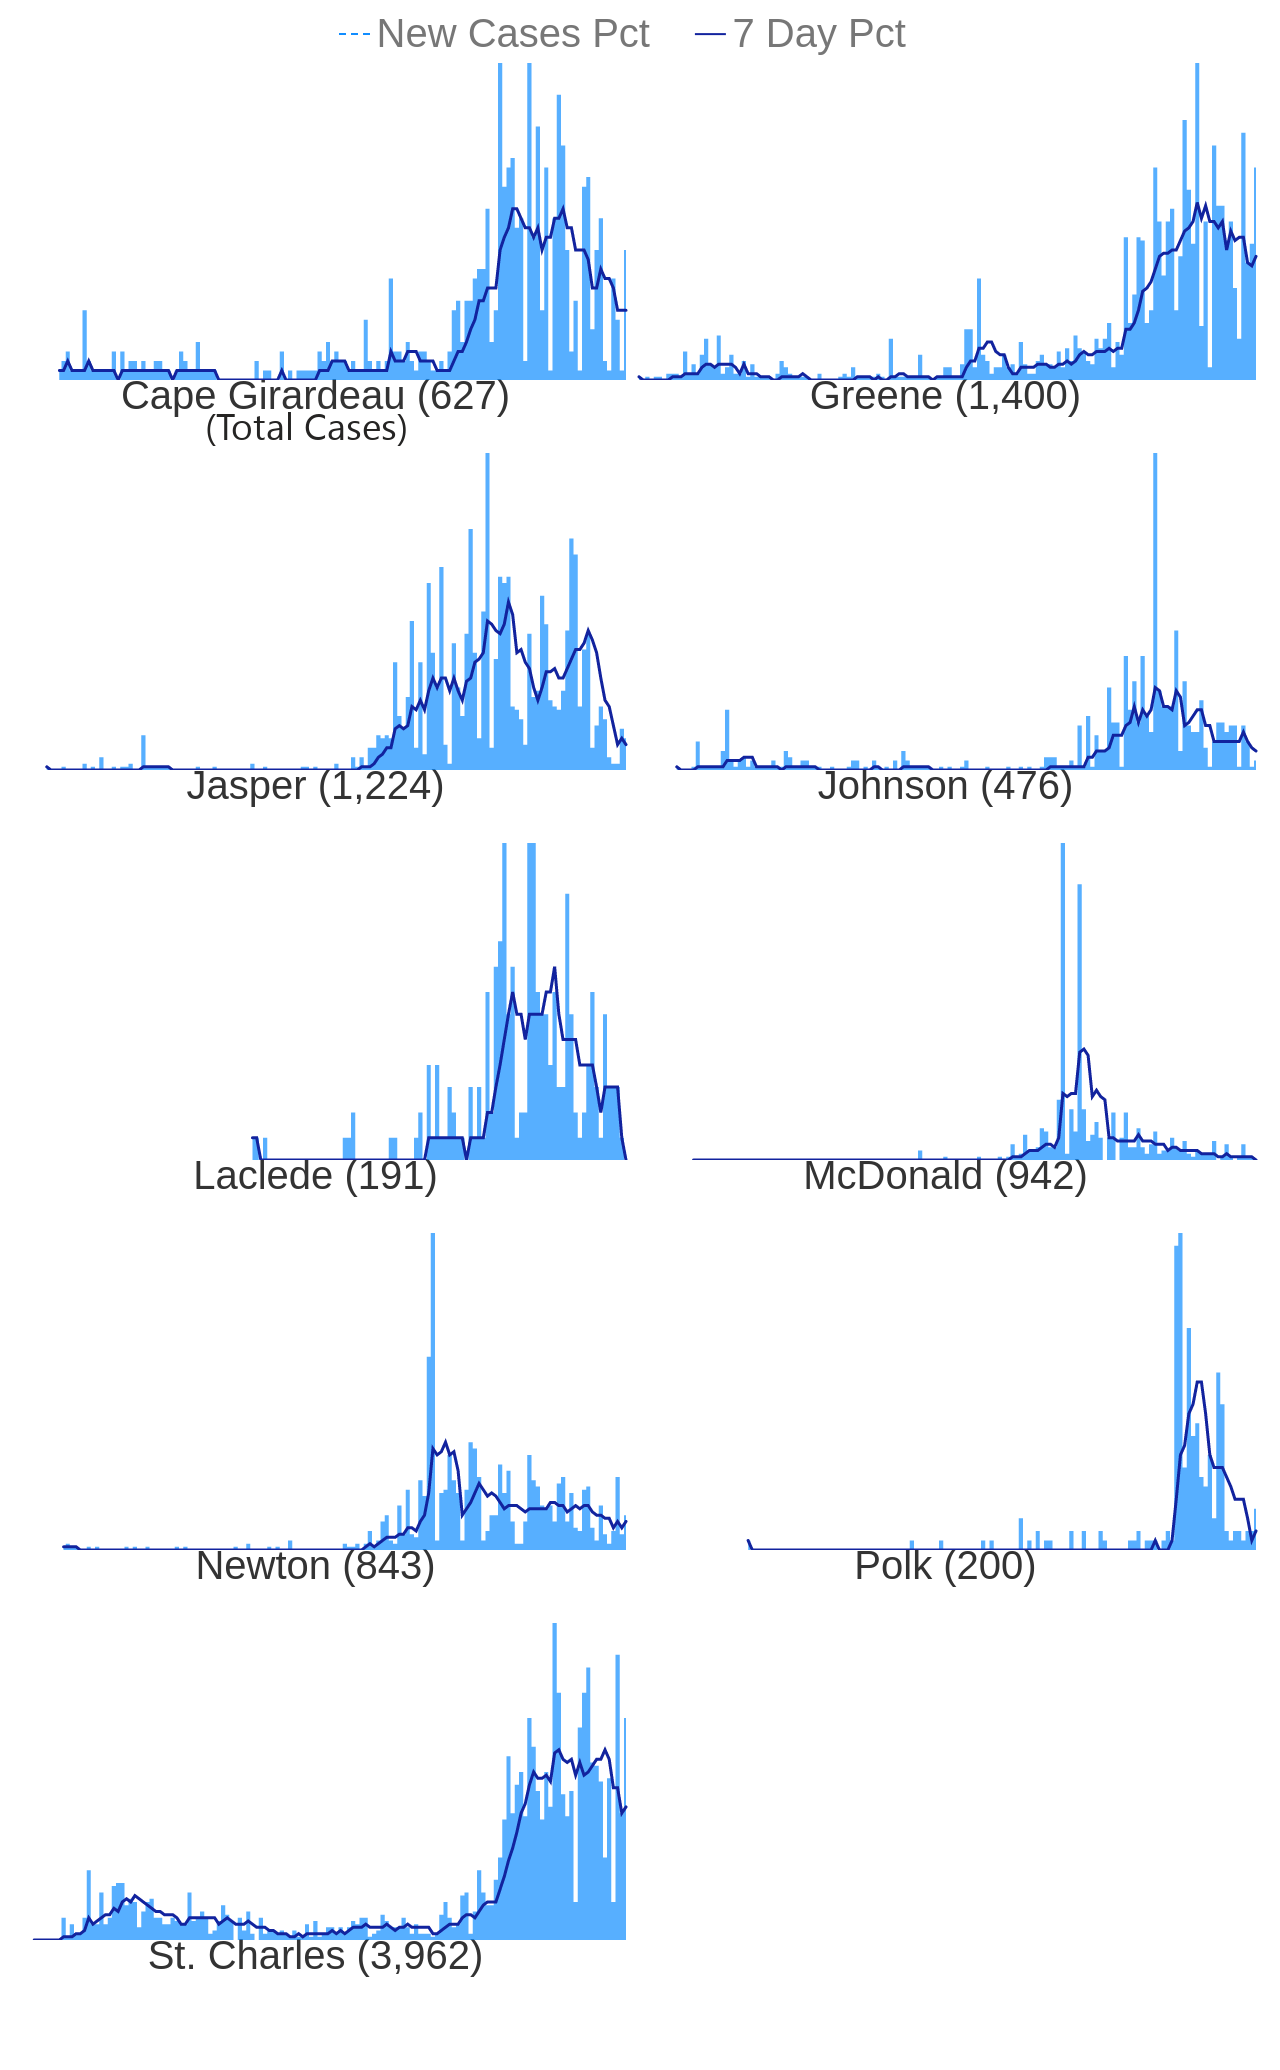 New Cases Pct 7 Day Pct
Cape Girardeau (627) Greene (1,400)
(Total Cases)
Jasper (1,224) Johnson (476)
Laclede (191) McDonald (942)
Newton (843) Polk (200)
St. Charles (3,962)